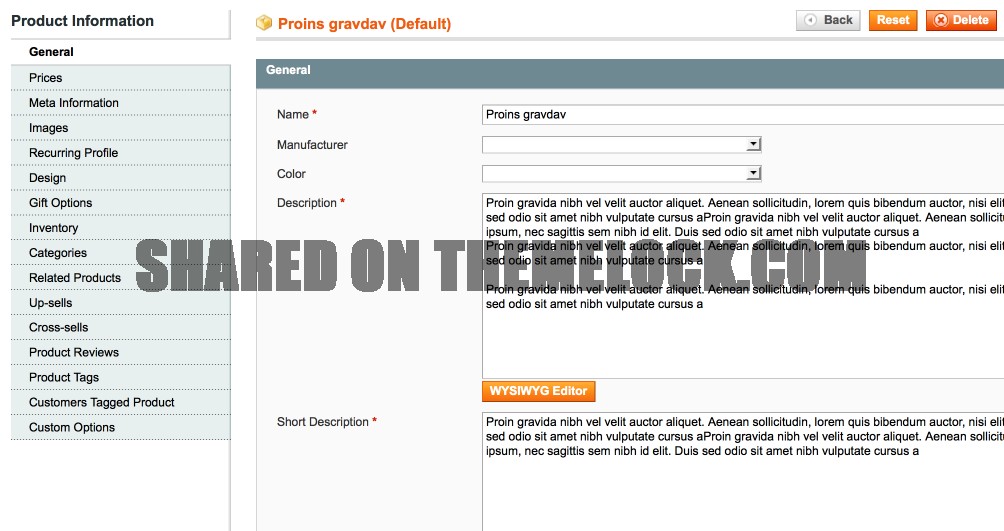 Product Information
General
Prices
Meta Information
Images
Recurring Profile
Design
Gift Options
Inventory
Categories
Related Products
Up-sells
Cross-sells
Product Reviews
Product Tags
Customers Tagged Product
Custom Options
Proins gravdav (Default)
Back
Reset
Delete
General
Name *
Proins gravdav
Manufacturer
Color
Description *
Proin gravida nibh vel velit auctor aliquet. Aenean sollicitudin, lorem quis bibendum auctor, nisi elit
sed odio sit amet nibh vulputate cursus aProin gravida nibh vel velit auctor aliquet. Aenean sollicit
ipsum, nec sagittis sem nibh id elit. Duis sed odio sit amet nibh vulputate cursus a
Proin gravida nibh vel velit auctor aliquet. Aenean sollicitudin, lorem quis bibendum auctor, nisi elit
sed odio sit amet nibh vulputate cursus a
Proin gravida nibh vel velit auctor aliquet. Aenean sollicitudin, lorem quis bibendum auctor, nisi elit
sed odio sit amet nibh vulputate cursus a
SHARED ON THEMELOCK.COM
WYSIWYG Editor
Short Description *
Proin gravida nibh vel velit auctor aliquet. Aenean sollicitudin, lorem quis bibendum auctor, nisi elit
sed odio sit amet nibh vulputate cursus aProin gravida nibh vel velit auctor aliquet. Aenean sollicit
ipsum, nec sagittis sem nibh id elit. Duis sed odio sit amet nibh vulputate cursus a